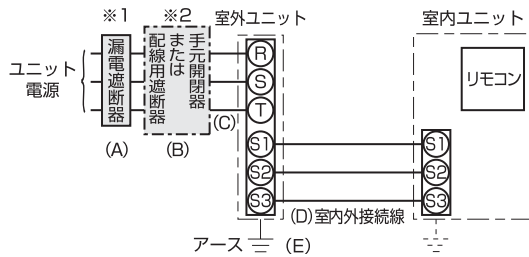 ※1
※2
室外ユニット
室内ユニット
ユニット
電源
漏電遮断器
手元開閉器
または
配線用遮断器
R
S
T
S1
S2
S3
S1
S2
S3
リモコン
(A)
(B)
(C)
(D)室内外接続線
アース
(E)